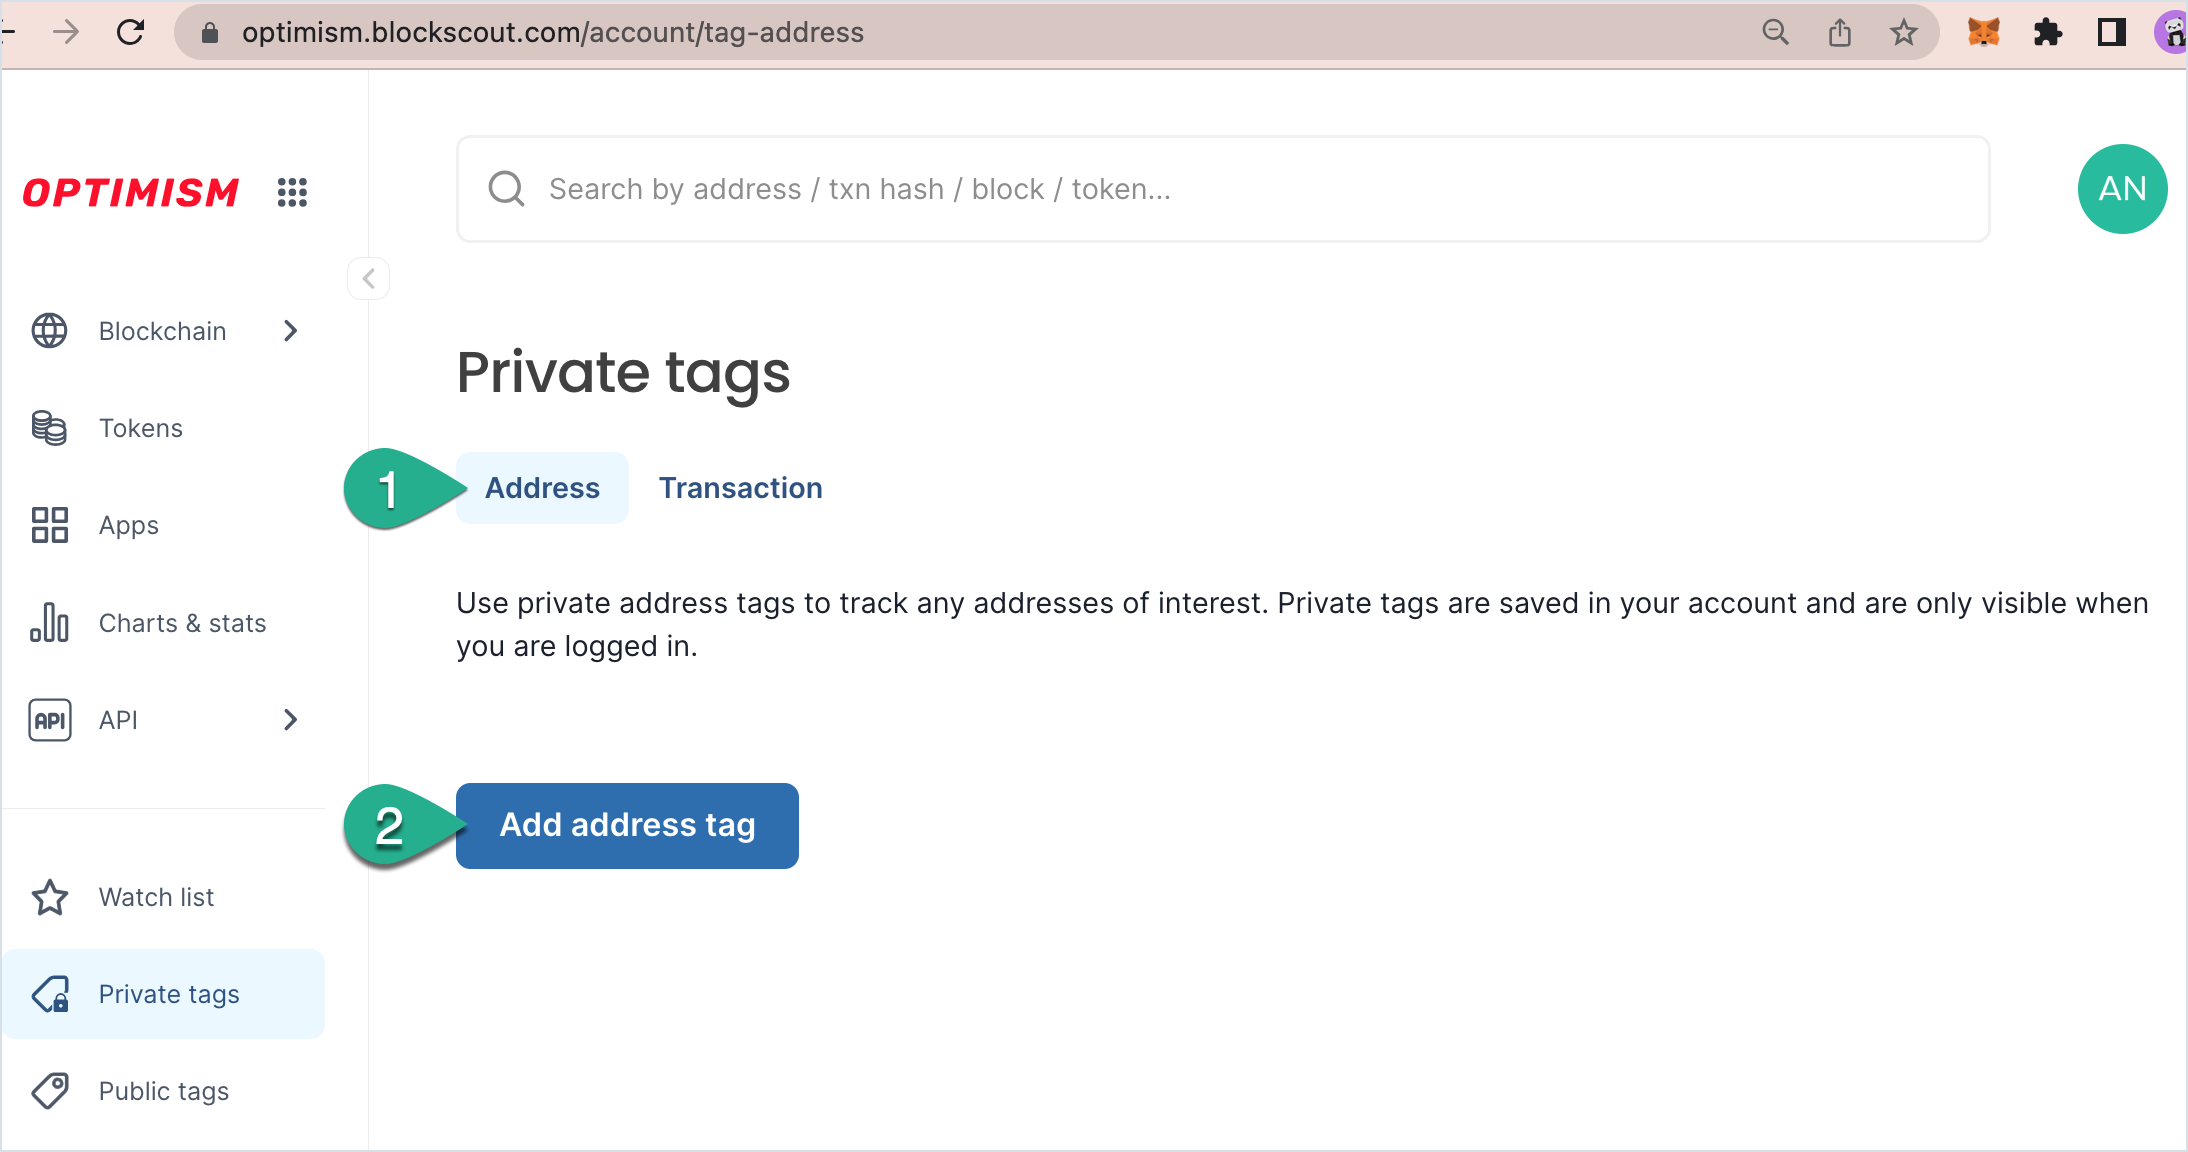 optimism.blockscout.com/account/tag-address
OPTIMISM
Search by address / txn hash / block / token...
AN
Blockchain
Tokens
Apps
Charts & stats
API
API
Watch list
Private tags
Public tags
Private tags
1
Address
Transaction
Use private address tags to track any addresses of interest. Private tags are saved in your account and are only visible when
you are logged in.
2
Add address tag